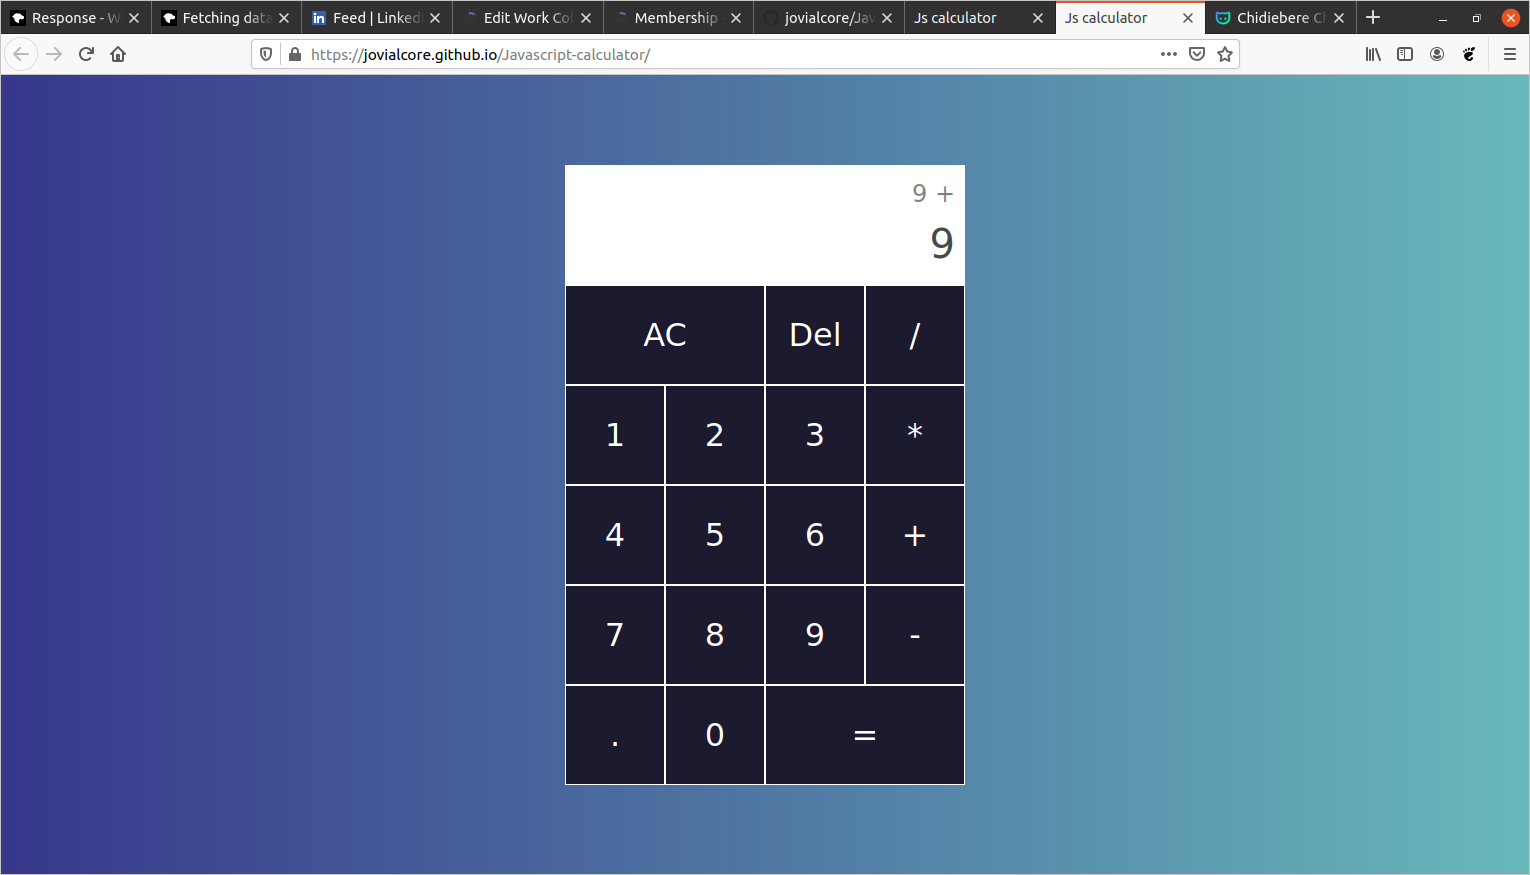 Response - W
Fetching data
Feed | Linked
Edit Work Col
Membership -
jovialcore/Jav
Js calculator
Js calculator
Chidiebere C
https://jovialcore.github.io/Javascript-calculator/
9 +
9
AC Del /
1 2 3 *
4 5 6 +
7 8 9 -
. 0 =